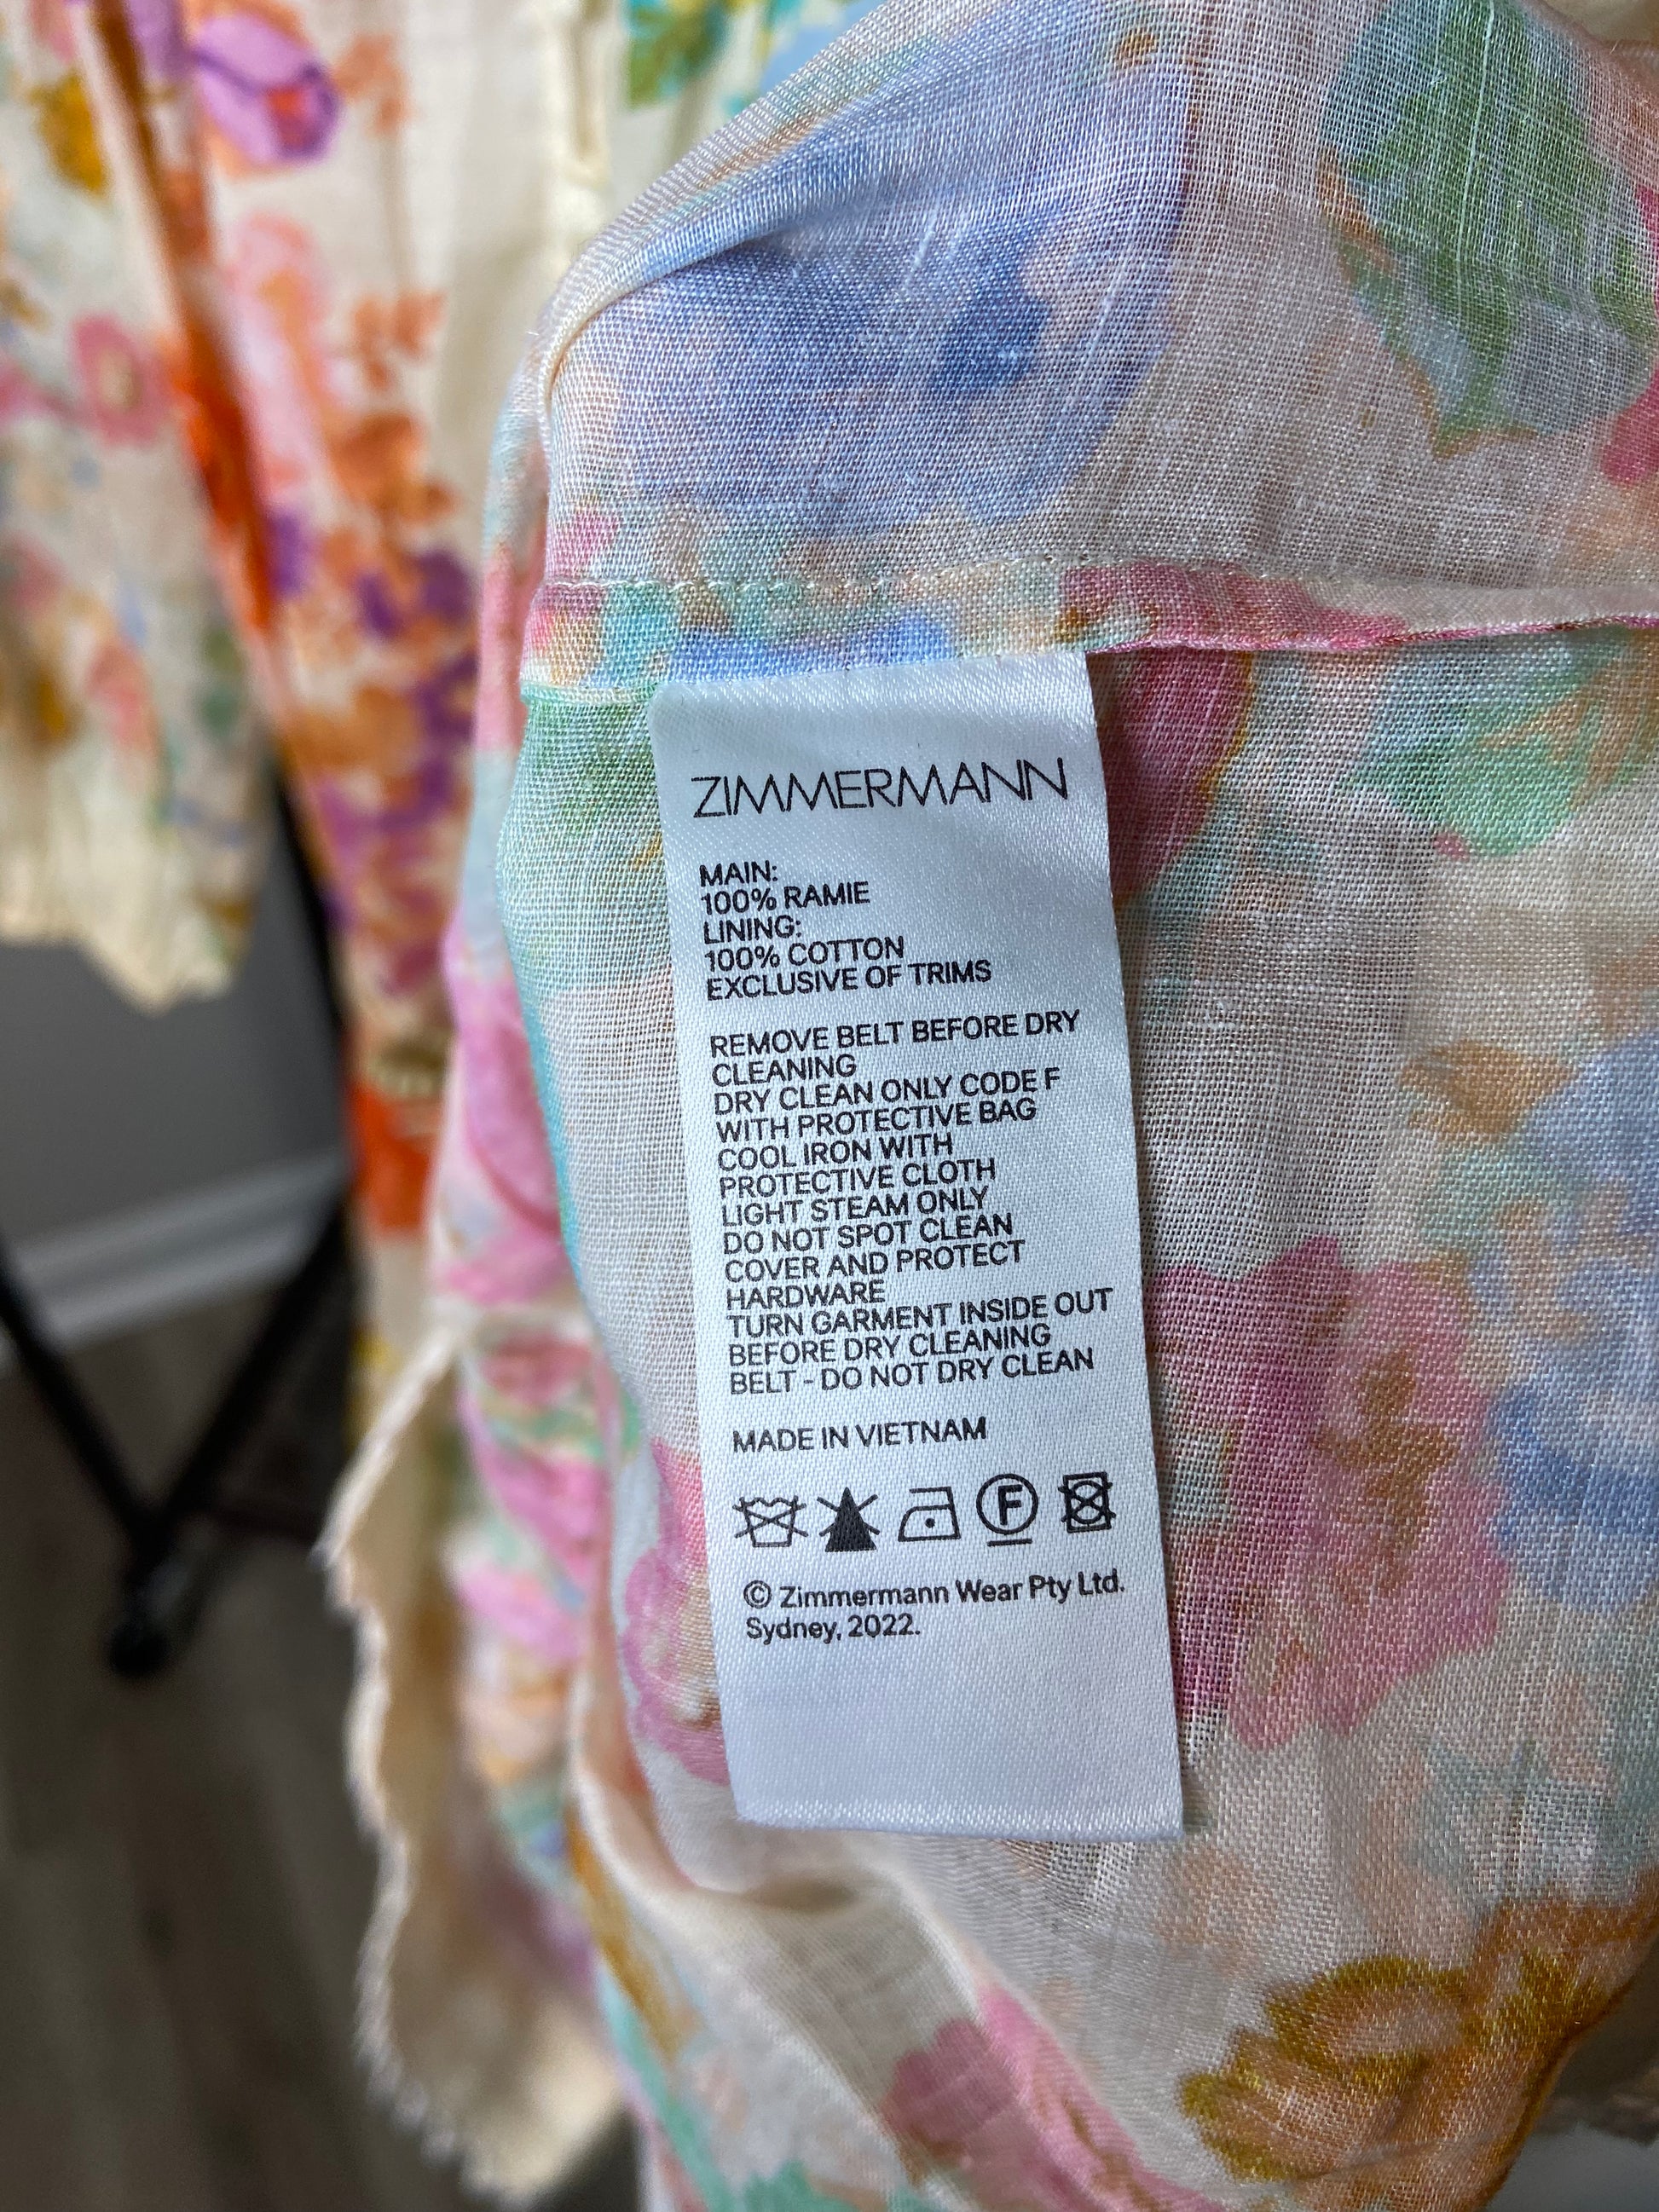 ZIMMERMANN
MAIN:
100% RAMIE
LINING:
100% COTTON
EXCLUSIVE OF TRIMS
REMOVE BELT BEFORE DRY
CLEANING
DRY CLEAN ONLY CODE F
WITH PROTECTIVE BAG
COOL IRON WITH
PROTECTIVE CLOTH
LIGHT STEAM ONLY
DO NOT SPOT CLEAN
COVER AND PROTECT
HARDWARE
TURN GARMENT INSIDE OUT
BEFORE DRY CLEANING
BELT - DO NOT DRY CLEAN
MADE IN VIETNAM
F
© Zimmermann Wear Pty Ltd.
Sydney, 2022.